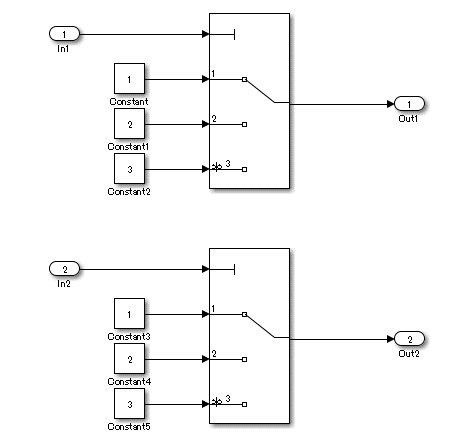 1
In1
1
Constant
1
2
Constant1
2
3
Constant2
* 3
1
Out1
2
In2
1
Constant3
1
2
Constant4
2
3
Constant5
* 3
2
Out2